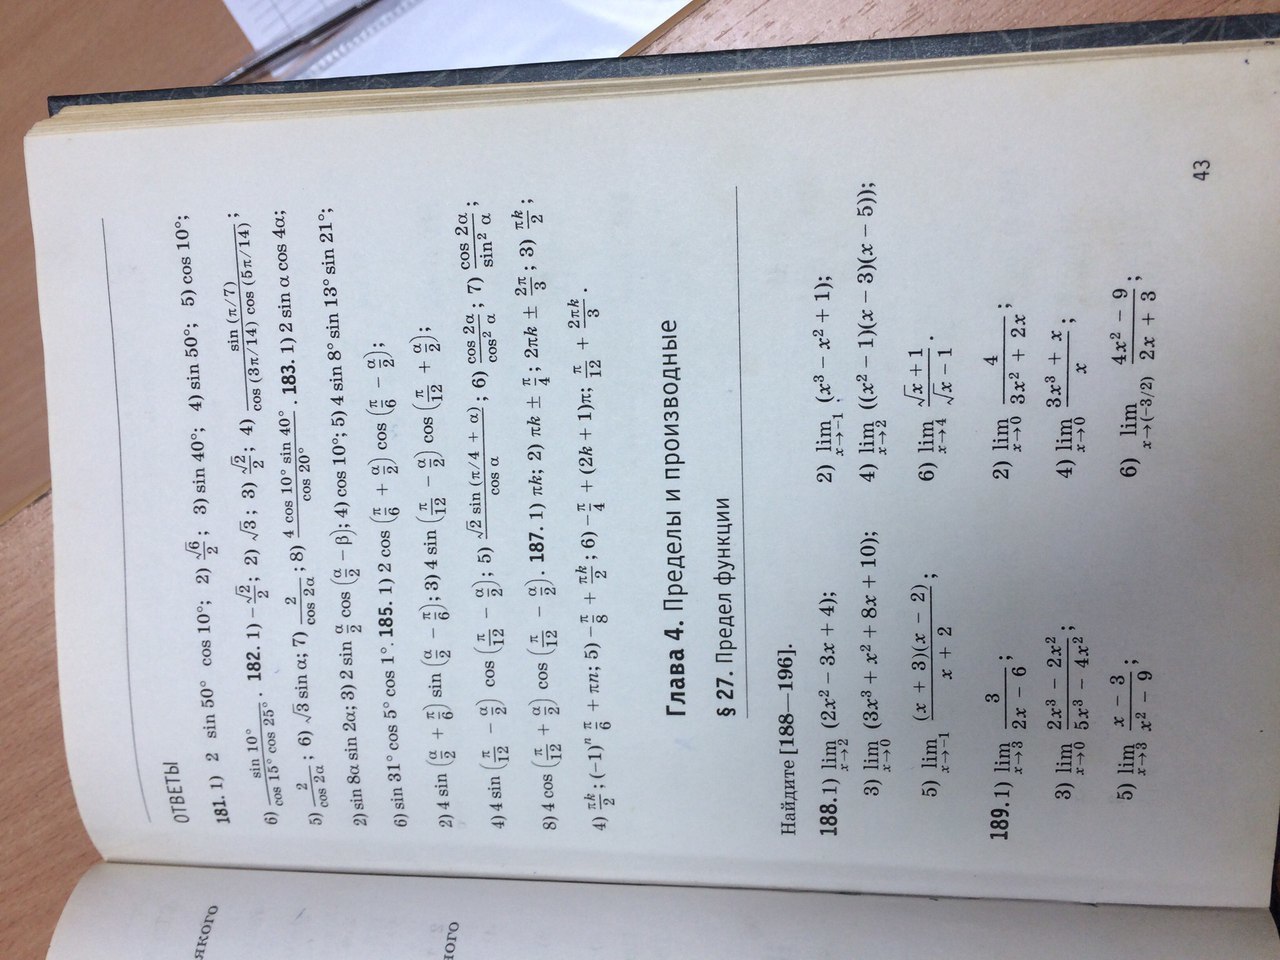 ОТВЕТЫ
181. 1) 2 sin 50° cos 10°; 2) √6/2; 3) sin 40°; 4) sin 50°; 5) cos 10°;
6) sin 10°/(cos 15° cos 25°). 182. 1) −√2/2; 2) √3; 3) √2/2; 4) sin (π/7)/(cos (3π/14) cos (5π/14));
5) 2/cos 2α; 6) √3 sin α; 7) 2/cos 2α; 8) 4 cos 10° sin 40°/cos 20°. 183. 1) 2 sin α cos 4α;
2) sin 8α sin 2α; 3) 2 sin α/2 cos (α/2 − β); 4) cos 10°; 5) 4 sin 8° sin 13° sin 21°;
6) sin 31° cos 5° cos 1°. 185. 1) 2 cos (π/6 + α/2) cos (π/6 − α/2);
2) 4 sin (α/2 + π/6) sin (α/2 − π/6); 3) 4 sin (π/12 − α/2) cos (π/12 + α/2);
4) 4 sin (π/12 − α/2) cos (π/12 − α/2); 5) √2 sin (π/4 + α)/cos α; 6) cos 2α/cos² α; 7) cos 2α/sin² α;
8) 4 cos (π/12 + α/2) cos (π/12 − α/2). 187. 1) πk; 2) πk ± π/4; 2πk ± 2π/3; 3) πk/2;
4) πk/2; (−1)ⁿ π/6 + πn; 5) −π/8 + πk/2; 6) −π/4 + (2k + 1)π; π/12 + 2πk/3.
Глава 4. Пределы и производные
§ 27. Предел функции
Найдите [188—196].
188. 1) lim x→2 (2x² − 3x + 4); 2) lim x→−1 (x³ − x² + 1);
3) lim x→0 (3x³ + x² + 8x + 10); 4) lim x→2 ((x² − 1)(x − 3)(x − 5));
5) lim x→−1 (x + 3)(x − 2)/(x + 2); 6) lim x→4 (√x + 1)/(√x − 1).
189. 1) lim x→3 3/(2x − 6); 2) lim x→0 4/(3x² + 2x);
3) lim x→0 (2x³ − 2x²)/(5x³ − 4x²); 4) lim x→0 (3x³ + x)/x;
5) lim x→3 (x − 3)/(x² − 9); 6) lim x→(−3/2) (4x² − 9)/(2x + 3);
43
якого